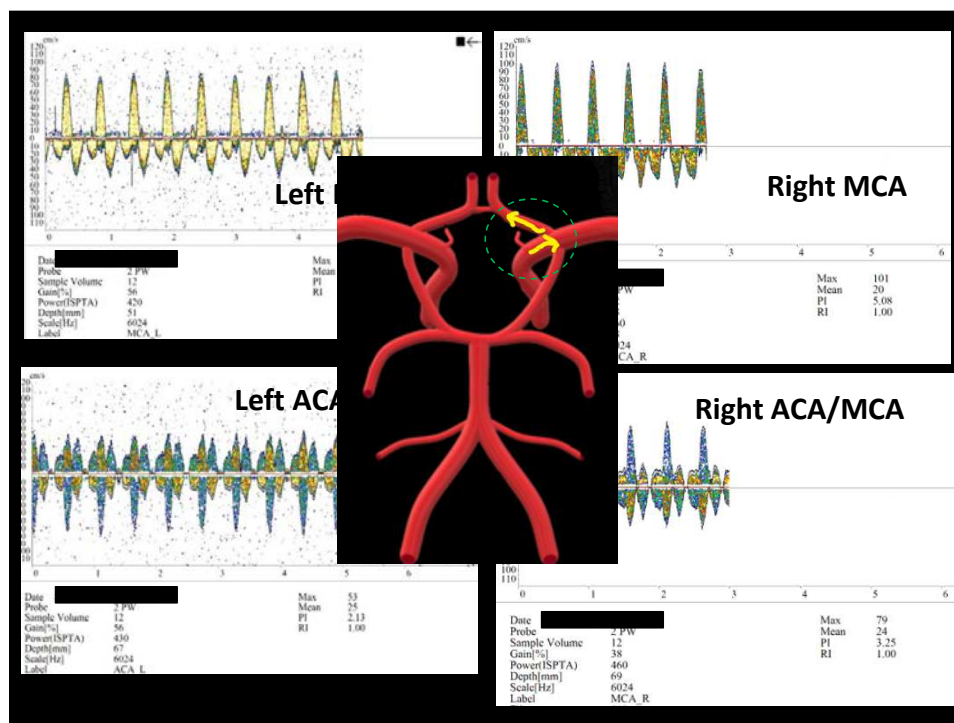 cm/s
120
110
100
90
80
70
60
50
40
30
20
10
0
10
20
30
40
50
60
70
80
90
100
110
0 1 2 3 4
Left
Date
Probe 2 PW
Sample Volume 12
Gain[%] 56
Power(ISPTA) 420
Depth[mm] 51
Scale[Hz] 6024
Label MCA_L
Max
Mean
PI
RI
cm/s
120
110
100
90
80
70
60
50
40
30
20
10
0
10
Right MCA
2 3 4 5 6
PW
Max 101
Mean 20
PI 5.08
RI 1.00
CA_R
cm/s
Left ACA
0 1 2 3 4 5 6
Date
Probe 2 PW
Sample Volume 12
Gain[%] 56
Power(ISPTA) 430
Depth[mm] 67
Scale[Hz] 6024
Label ACA_L
Max 53
Mean 25
PI 2.13
RI 1.00
Right ACA/MCA
100
110
0 1 2 3 4 5 6
Date
Probe 2 PW
Sample Volume 12
Gain[%] 38
Power(ISPTA) 460
Depth[mm] 69
Scale[Hz] 6024
Label MCA_R
Max 79
Mean 24
PI 3.25
RI 1.00